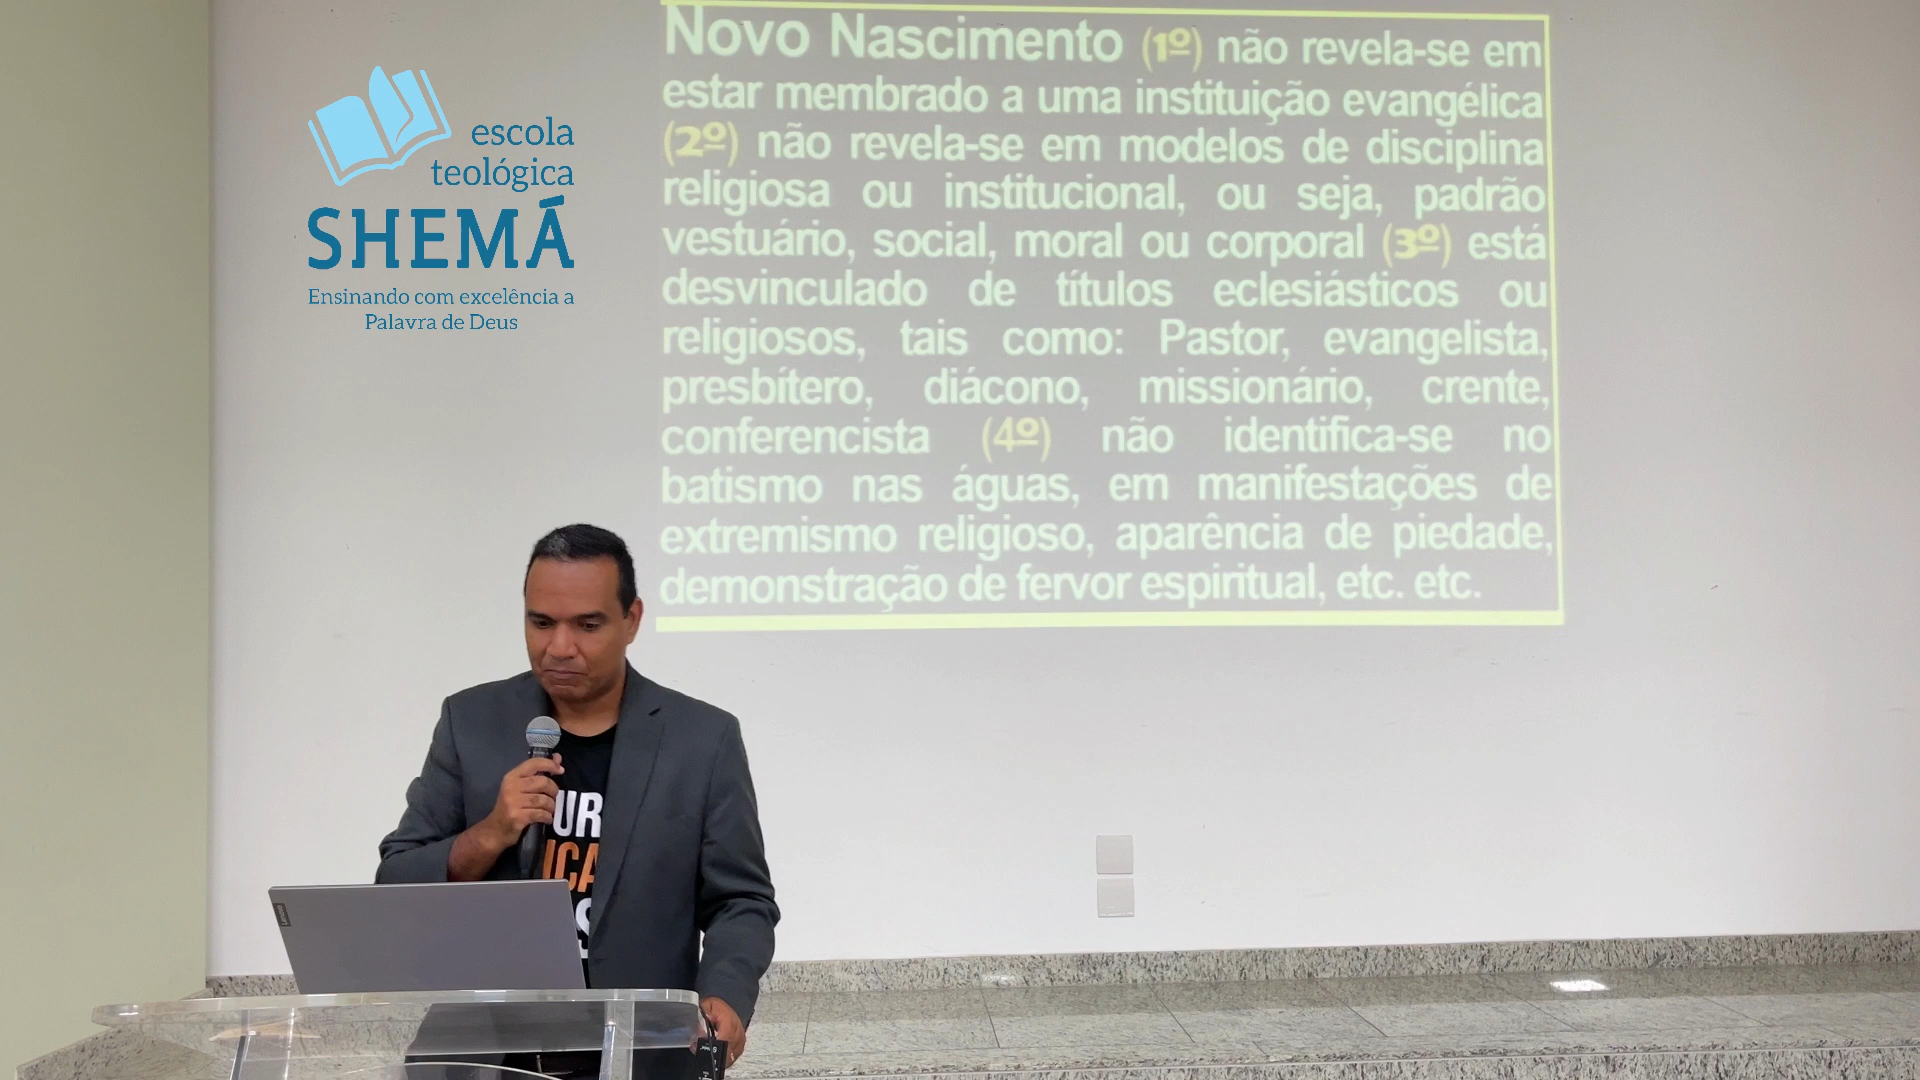 escola
teológica
SHEMÁ
Ensinando com excelência a
Palavra de Deus
Novo Nascimento (1º) não revela-se em
estar membrado a uma instituição evangélica
(2º) não revela-se em modelos de disciplina
religiosa ou institucional, ou seja, padrão
vestuário, social, moral ou corporal (3º) está
desvinculado de títulos eclesiásticos ou
religiosos, tais como: Pastor, evangelista,
presbítero, diácono, missionário, crente,
conferencista (4º) não identifica-se no
batismo nas águas, em manifestações de
extremismo religioso, aparência de piedade,
demonstração de fervor espiritual, etc. etc.
UR
ICA
S
Lenovo